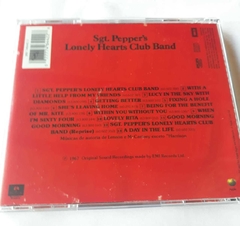 Sgt. Pepper's
Lonely Hearts Club Band
SGT. PEPPER'S LONELY HEARTS CLUB BAND • WITH A
LITTLE HELP FROM MY FRIENDS • LUCY IN THE SKY WITH
DIAMONDS • GETTING BETTER • FIXING A HOLE
SHE'S LEAVING HOME • BEING FOR THE BENEFIT
OF MR. KITE • WITHIN YOU WITHOUT YOU • WHEN
I'M SIXTY FOUR • LOVELY RITA • GOOD MORNING
GOOD MORNING • SGT. PEPPER'S LONELY HEARTS CLUB
BAND (Reprise) • A DAY IN THE LIFE